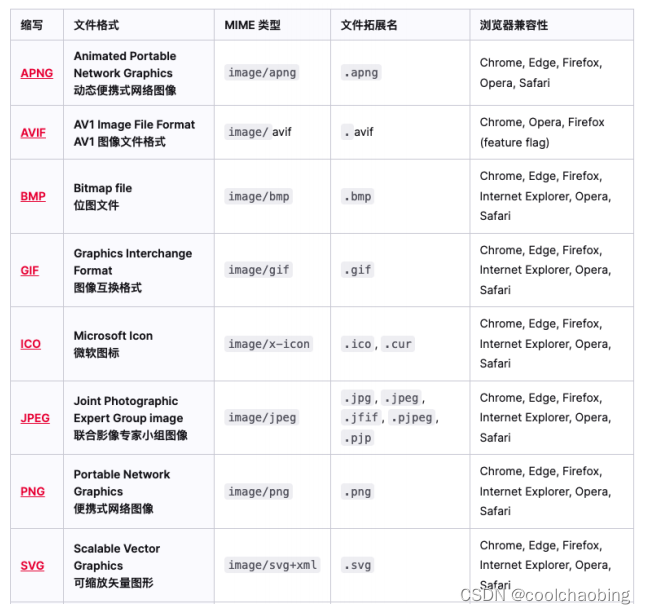 缩写 文件格式 MIME 类型 文件拓展名 浏览器兼容性
APNG Animated Portable Network Graphics 动态便携式网络图像 image/apng .apng Chrome, Edge, Firefox, Opera, Safari
AVIF AV1 Image File Format AV1 图像文件格式 image/ avif . avif Chrome, Opera, Firefox (feature flag)
BMP Bitmap file 位图文件 image/bmp .bmp Chrome, Edge, Firefox, Internet Explorer, Opera, Safari
GIF Graphics Interchange Format 图像互换格式 image/gif .gif Chrome, Edge, Firefox, Internet Explorer, Opera, Safari
ICO Microsoft Icon 微软图标 image/x-icon .ico, .cur Chrome, Edge, Firefox, Internet Explorer, Opera, Safari
JPEG Joint Photographic Expert Group image 联合影像专家小组图像 image/jpeg .jpg, .jpeg, .jfif, .pjpeg, .pjp Chrome, Edge, Firefox, Internet Explorer, Opera, Safari
PNG Portable Network Graphics 便携式网络图像 image/png .png Chrome, Edge, Firefox, Internet Explorer, Opera, Safari
SVG Scalable Vector Graphics 可缩放矢量图形 image/svg+xml .svg Chrome, Edge, Firefox, Internet Explorer, Opera, Safari
CSDN @coolchaobing